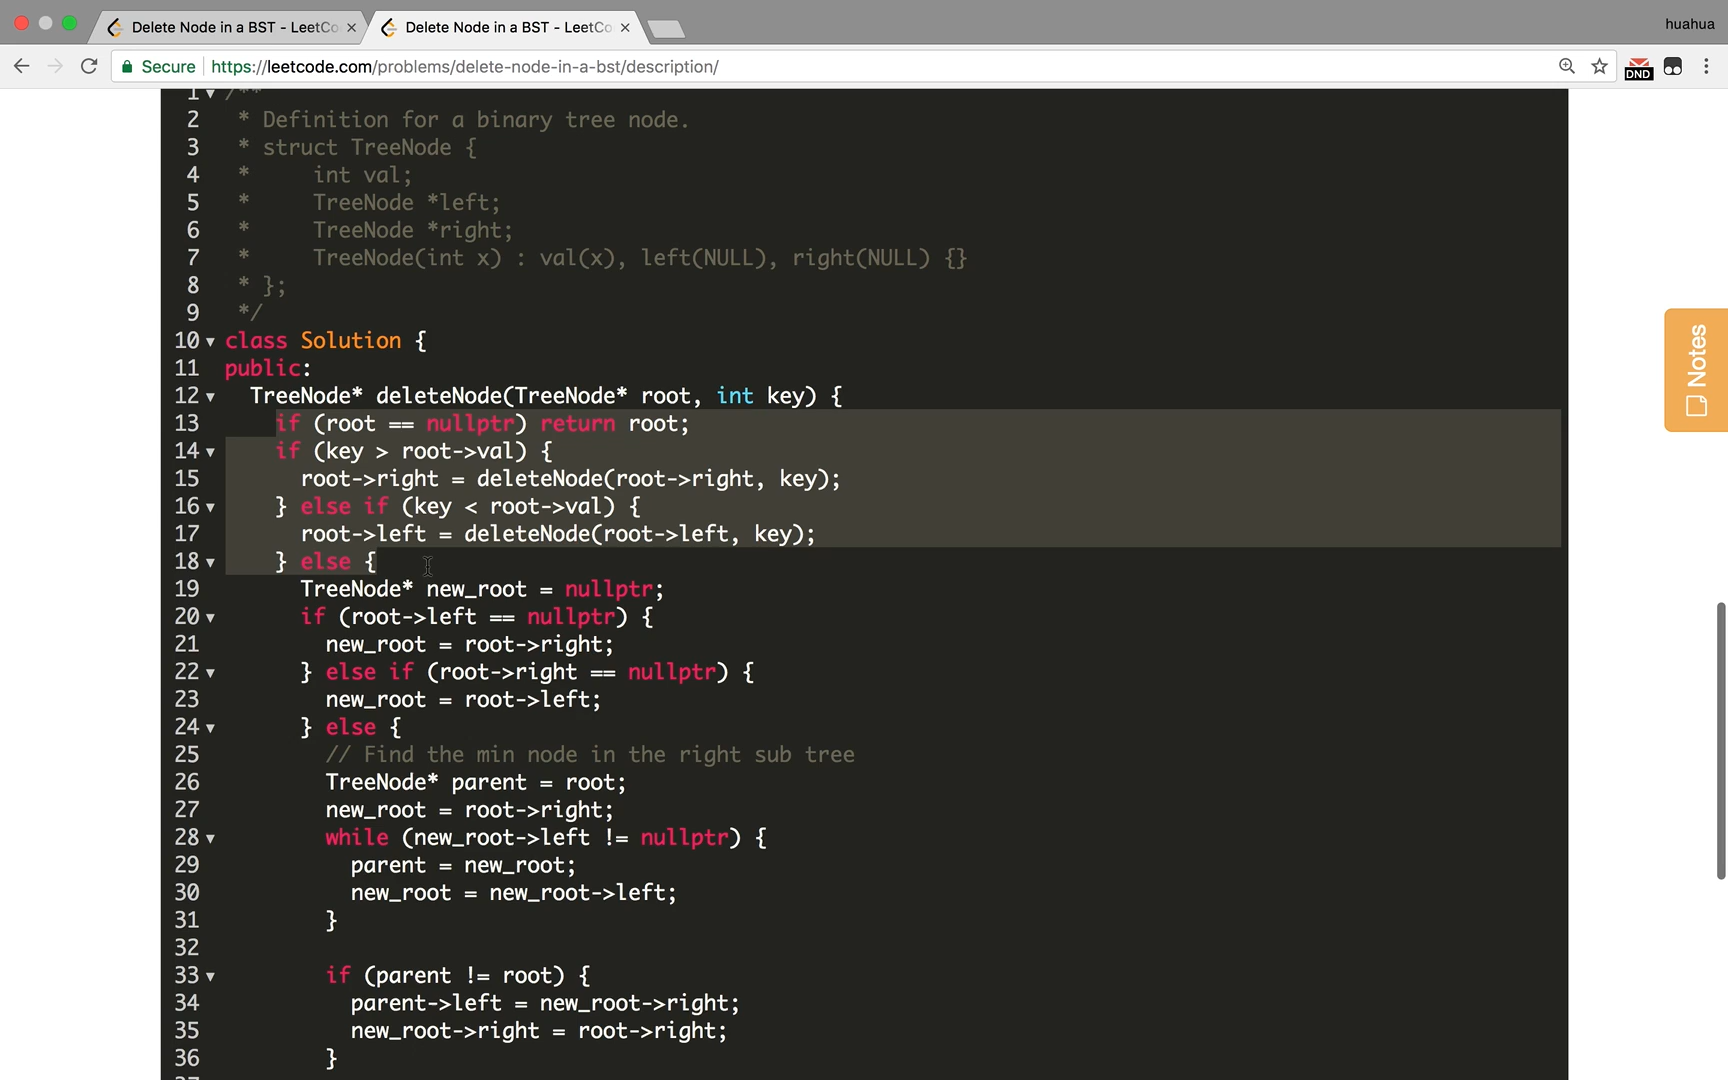 Delete Node in a BST - LeetCo
Delete Node in a BST - LeetCo
huahua
Secure https://leetcode.com/problems/delete-node-in-a-bst/description/
DND
1 /**
2 * Definition for a binary tree node.
3 * struct TreeNode {
4 * int val;
5 * TreeNode *left;
6 * TreeNode *right;
7 * TreeNode(int x) : val(x), left(NULL), right(NULL) {}
8 * };
9 */
10 class Solution {
11 public:
12 TreeNode* deleteNode(TreeNode* root, int key) {
13 if (root == nullptr) return root;
14 if (key > root->val) {
15 root->right = deleteNode(root->right, key);
16 } else if (key < root->val) {
17 root->left = deleteNode(root->left, key);
18 } else {
19 TreeNode* new_root = nullptr;
20 if (root->left == nullptr) {
21 new_root = root->right;
22 } else if (root->right == nullptr) {
23 new_root = root->left;
24 } else {
25 // Find the min node in the right sub tree
26 TreeNode* parent = root;
27 new_root = root->right;
28 while (new_root->left != nullptr) {
29 parent = new_root;
30 new_root = new_root->left;
31 }
32
33 if (parent != root) {
34 parent->left = new_root->right;
35 new_root->right = root->right;
36 }
Notes